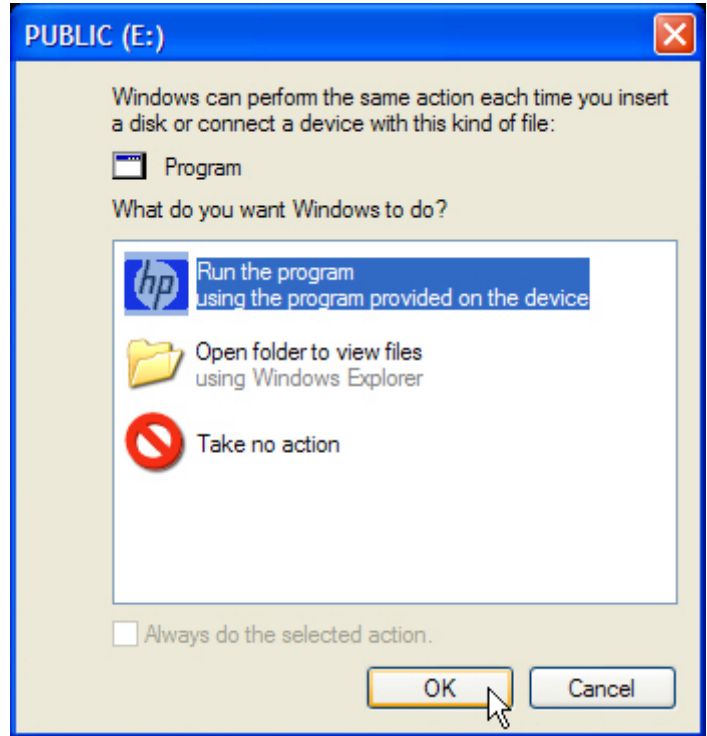 PUBLIC (E:)
Windows can perform the same action each time you insert
a disk or connect a device with this kind of file:
Program
What do you want Windows to do?
hp
Run the program
using the program provided on the device
Open folder to view files
using Windows Explorer
Take no action
Always do the selected action.
OK
Cancel